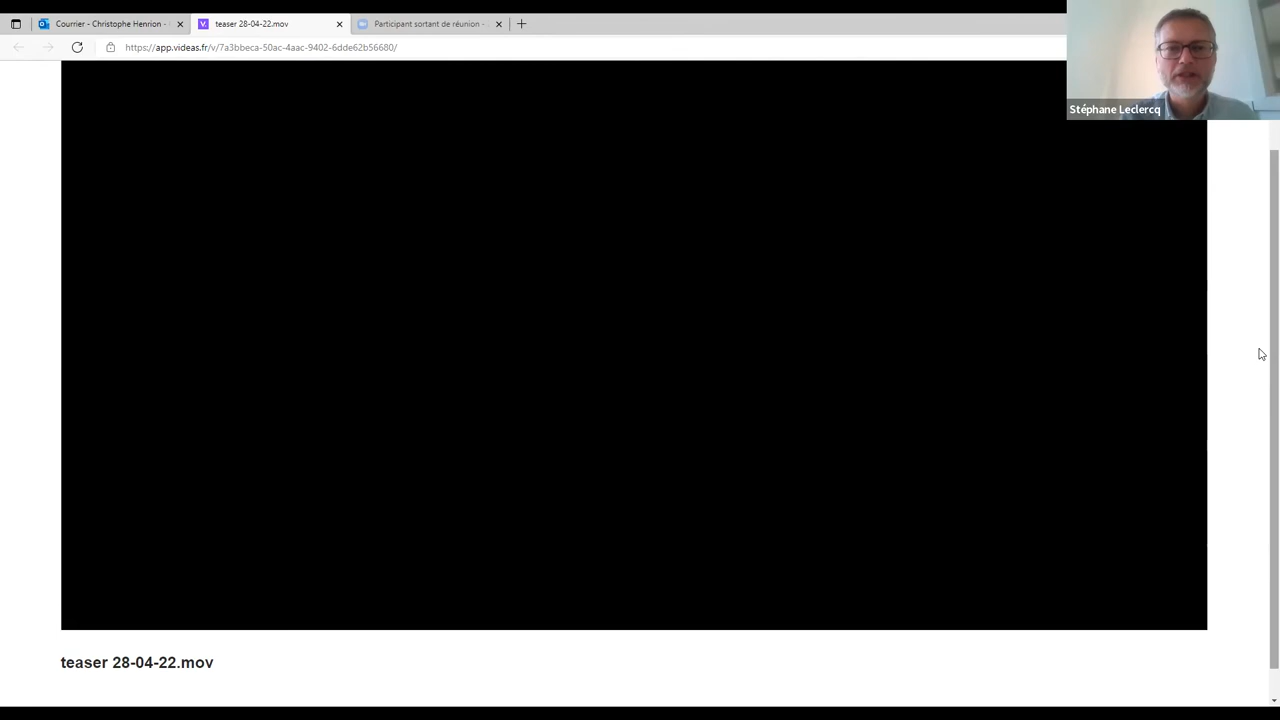 Courrier - Christophe Henrion -
teaser 28-04-22.mov
Participant sortant de réunion -
https://app.videas.fr/v/7a3bbeca-50ac-4aac-9402-6dde62b56680/
Stéphane Leclercq
teaser 28-04-22.mov